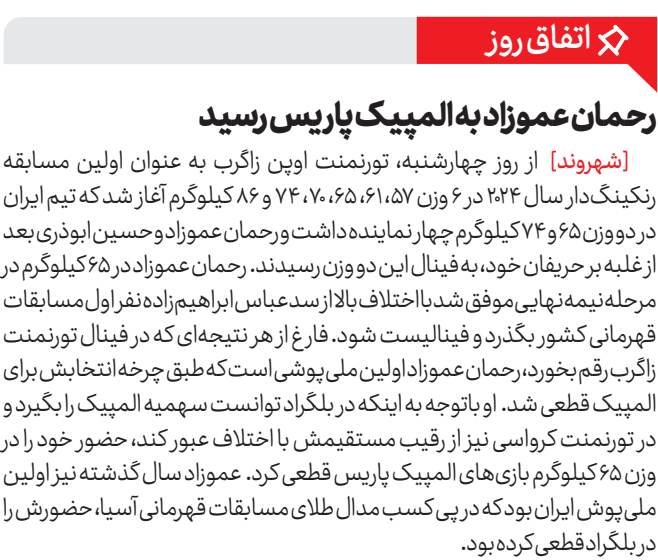 اتفاق روز
رحمان عموزاد به المپیک پاریس رسید
[شهروند] از روز چهارشنبه، تورنمنت اوپن زاگرب به عنوان اولین مسابقه
رنکینگ‌دار سال ۲۰۲۴ در ۶ وزن ۵۷، ۶۱، ۶۵، ۷۰، ۷۴ و ۸۶ کیلوگرم آغاز شد که تیم ایران
در دو وزن ۶۵ و ۷۴ کیلوگرم چهار نماینده داشت و رحمان عموزاد و حسین ابوذری بعد
از غلبه بر حریفان خود، به فینال این دو وزن رسیدند. رحمان عموزاد در ۶۵ کیلوگرم در
مرحله نیمه نهایی موفق شد با اختلاف بالا از سد عباس ابراهیم‌زاده نفر اول مسابقات
قهرمانی کشور بگذرد و فینالیست شود. فارغ از هر نتیجه‌ای که در فینال تورنمنت
زاگرب رقم بخورد، رحمان عموزاد اولین ملی پوشی است که طبق چرخه انتخابش برای
المپیک قطعی شد. او باتوجه به اینکه در بلگراد توانست سهمیه المپیک را بگیرد و
در تورنمنت کرواسی نیز از رقیب مستقیمش با اختلاف عبور کند، حضور خود را در
وزن ۶۵ کیلوگرم بازی‌های المپیک پاریس قطعی کرد. عموزاد سال گذشته نیز اولین
ملی‌پوش ایران بود که در پی کسب مدال طلای مسابقات قهرمانی آسیا، حضورش را
در بلگراد قطعی کرده بود.